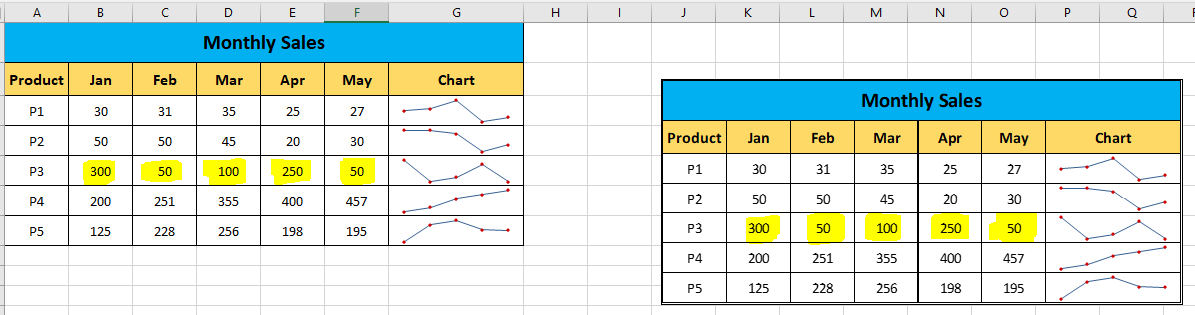 A B C D E F G H I J K L M N O P Q
Monthly Sales
Product Jan Feb Mar Apr May Chart
P1 30 31 35 25 27
P2 50 50 45 20 30
P3 300 50 100 250 50
P4 200 251 355 400 457
P5 125 228 256 198 195
Monthly Sales
Product Jan Feb Mar Apr May Chart
P1 30 31 35 25 27
P2 50 50 45 20 30
P3 300 50 100 250 50
P4 200 251 355 400 457
P5 125 228 256 198 195